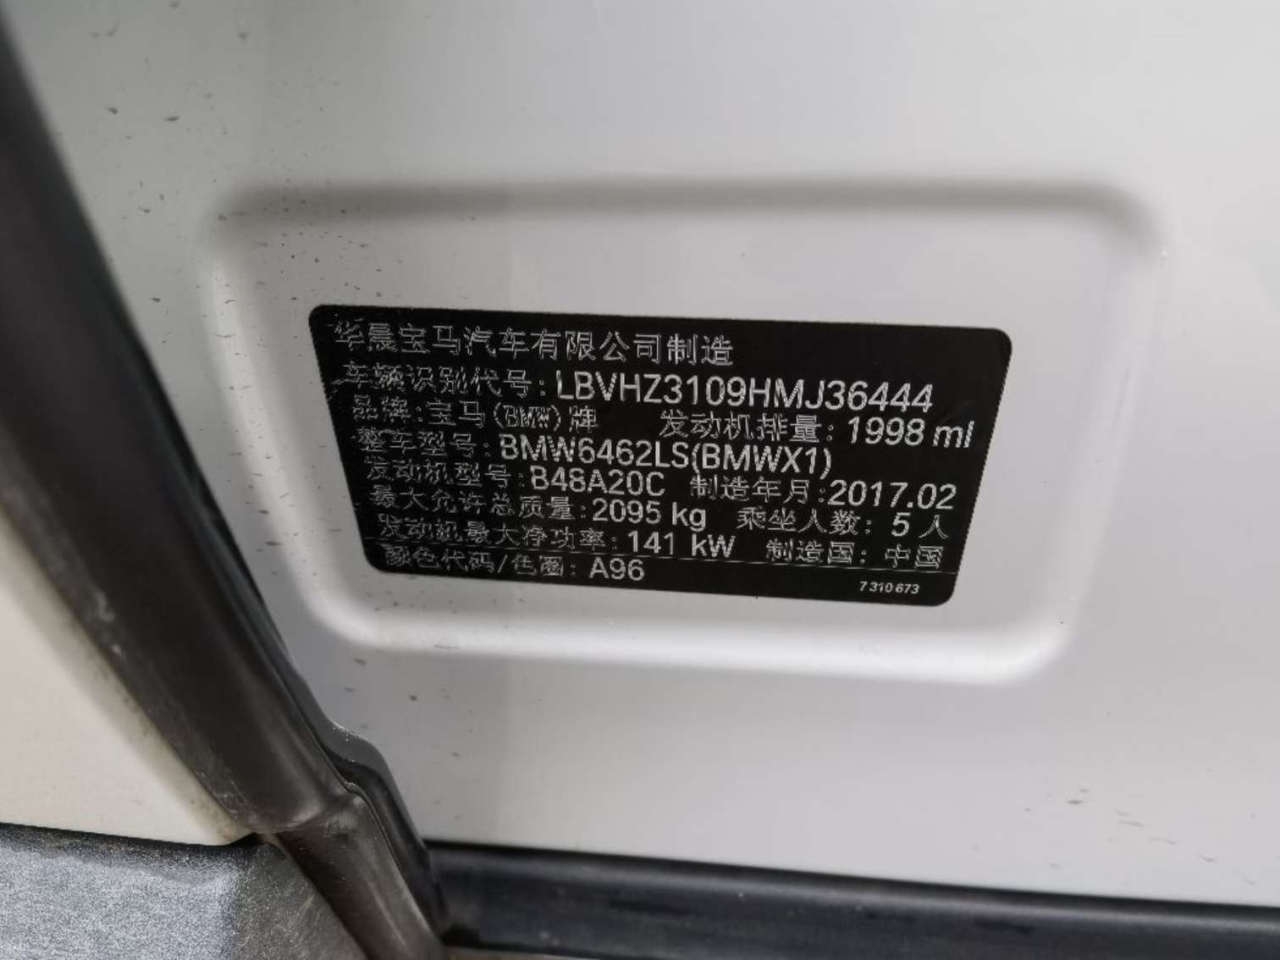 华晨宝马汽车有限公司制造
车辆识别代号: LBVHZ3109HMJ36444
品牌: 宝马(BMW)牌 发动机排量: 1998 ml
整车型号: BMW6462LS(BMWX1)
发动机型号: B48A20C 制造年月: 2017.02
最大允许总质量: 2095 kg 乘坐人数: 5 人
发动机最大净功率: 141 kW 制造国: 中国
颜色代码/色圈: A96
7 310 673